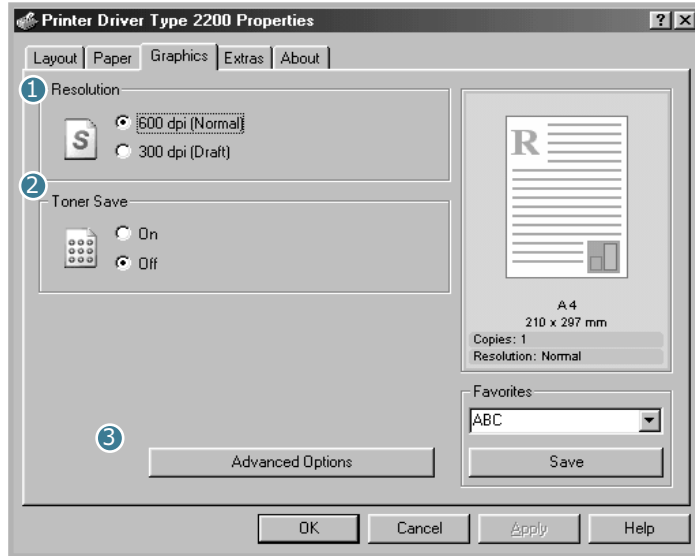 Printer Driver Type 2200 Properties
Layout Paper Graphics Extras About
1 Resolution
S
600 dpi (Normal)
300 dpi (Draft)
2
Toner Save
On
Off
R
A4
210 x 297 mm
Copies: 1
Resolution: Normal
Favorites
ABC
Save
3
Advanced Options
OK Cancel Apply Help